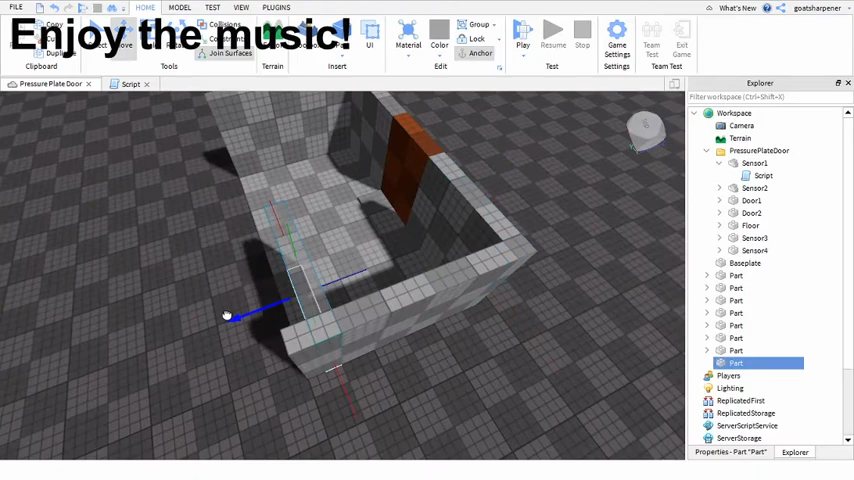 FILE HOME MODEL TEST VIEW PLUGINS What's New goatsharpener
Enjoy the music!
Collisions
Duplicate Join Surfaces UI Material Color Group Lock Anchor Play Resume Stop Game Settings Team Test Exit Game
Clipboard Tools Terrain Insert Edit Test Settings Team Test
Pressure Plate Door Script Explorer
Filter workspace (Ctrl+Shift+X)
Workspace
Camera
Terrain
PressurePlateDoor
Sensor1
Script
Sensor2
Door1
Door2
Floor
Sensor3
Sensor4
Baseplate
Part
Part
Part
Part
Part
Part
Part
Part
Players
Lighting
ReplicatedFirst
ReplicatedStorage
ServerScriptService
ServerStorage
Properties - Part "Part" Explorer